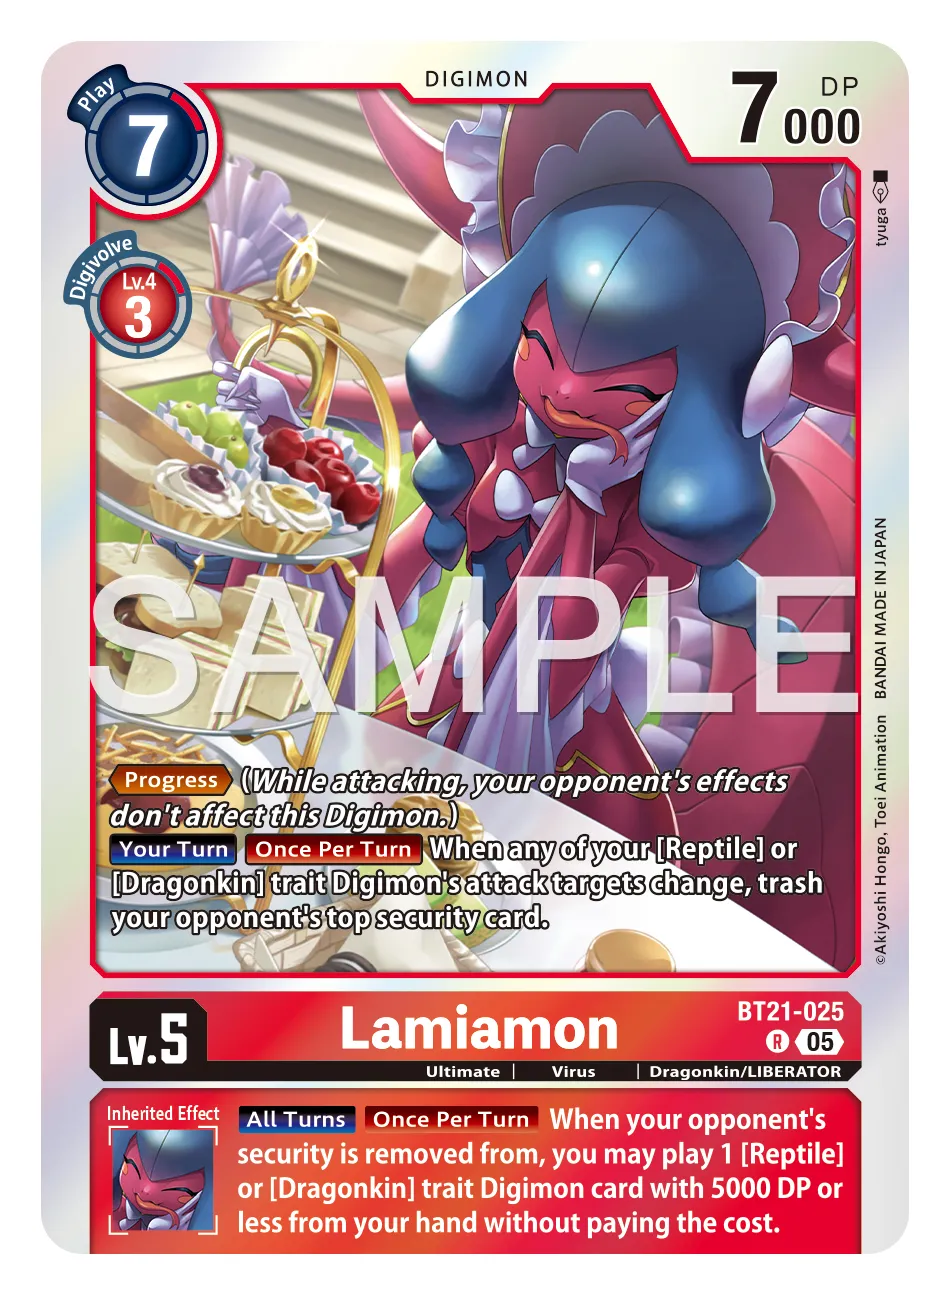 Play
7
DIGIMON
7000
DP
Digivolve
Lv.4
3
tyuga
SAMPLE
Progress (While attacking, your opponent's effects
don't affect this Digimon.)
Your Turn Once Per Turn When any of your [Reptile] or
[Dragonkin] trait Digimon's attack targets change, trash
your opponent's top security card.
©Akiyoshi Hongo, Toei Animation BANDAI MADE IN JAPAN
Lv.5
Lamiamon
BT21-025
R 05
Ultimate | Virus | Dragonkin/LIBERATOR
Inherited Effect
All Turns Once Per Turn When your opponent's
security is removed from, you may play 1 [Reptile]
or [Dragonkin] trait Digimon card with 5000 DP or
less from your hand without paying the cost.